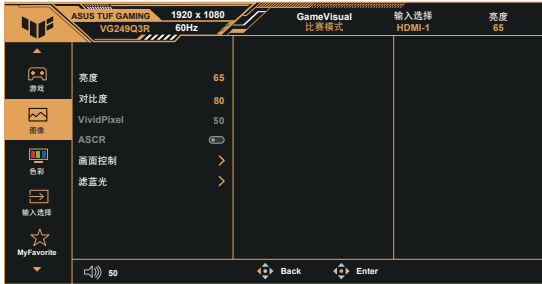 ASUS TUF GAMING 1920 x 1080
VG249Q3R 60Hz
GameVisual
比赛模式
输入选择
HDMI-1
亮度
65
游戏
图像
色彩
输入选择
MyFavorite
亮度 65
对比度 80
VividPixel 50
ASCR
画面控制
滤蓝光
50
Back
Enter